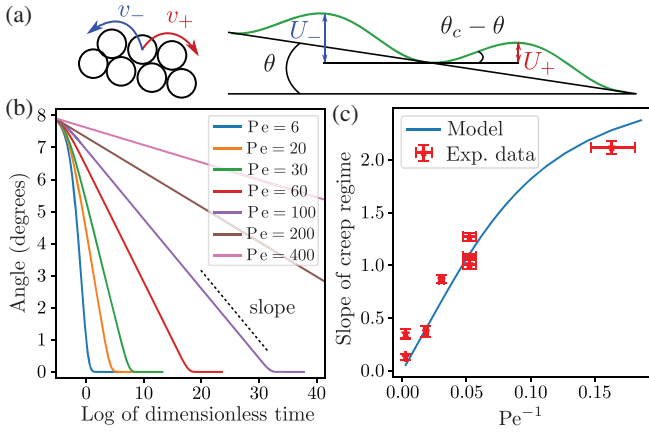 (a)
v−
v+
U−
θc − θ
U+
θ
(b)
Pe = 6
Pe = 20
Pe = 30
Pe = 60
Pe = 100
Pe = 200
Pe = 400
slope
8
7
6
5
4
3
2
1
0
Angle (degrees)
0 10 20 30 40
Log of dimensionless time
(c)
Model
Exp. data
2.0
1.5
1.0
0.5
0.0
Slope of creep regime
0.00 0.05 0.10 0.15
Pe⁻¹